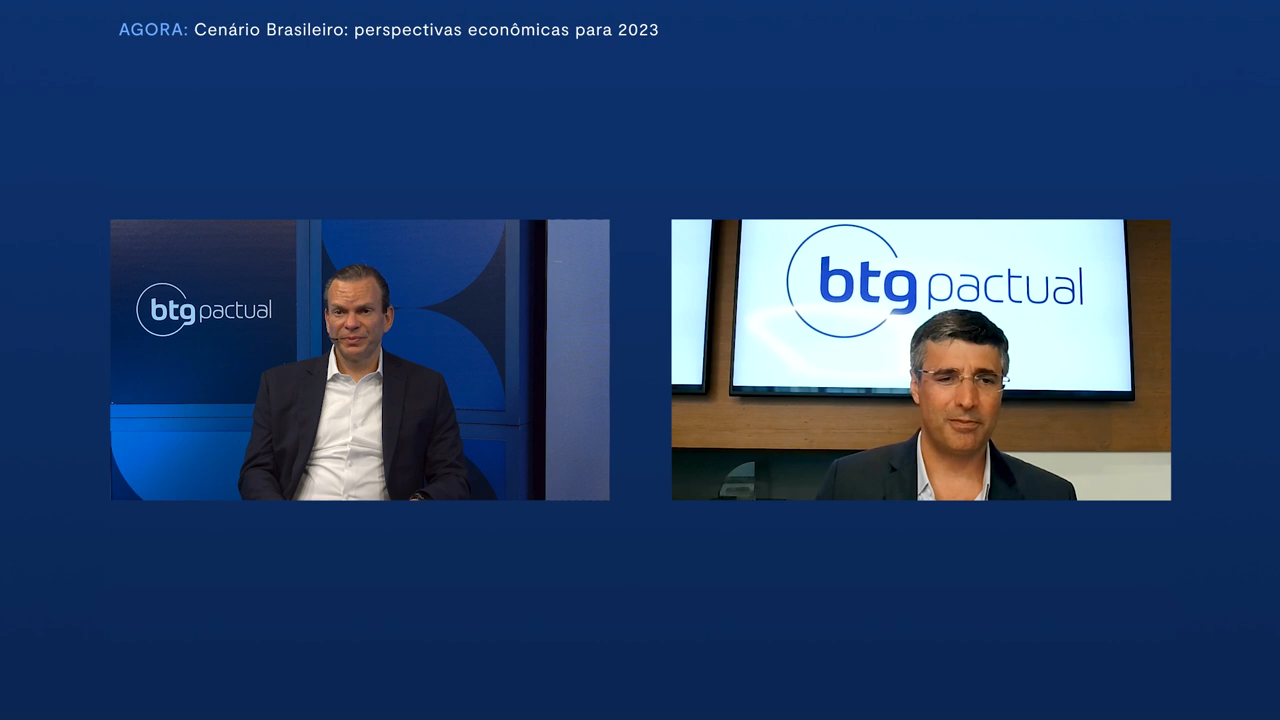 AGORA: Cenário Brasileiro: perspectivas econômicas para 2023
btg pactual
btg pactual